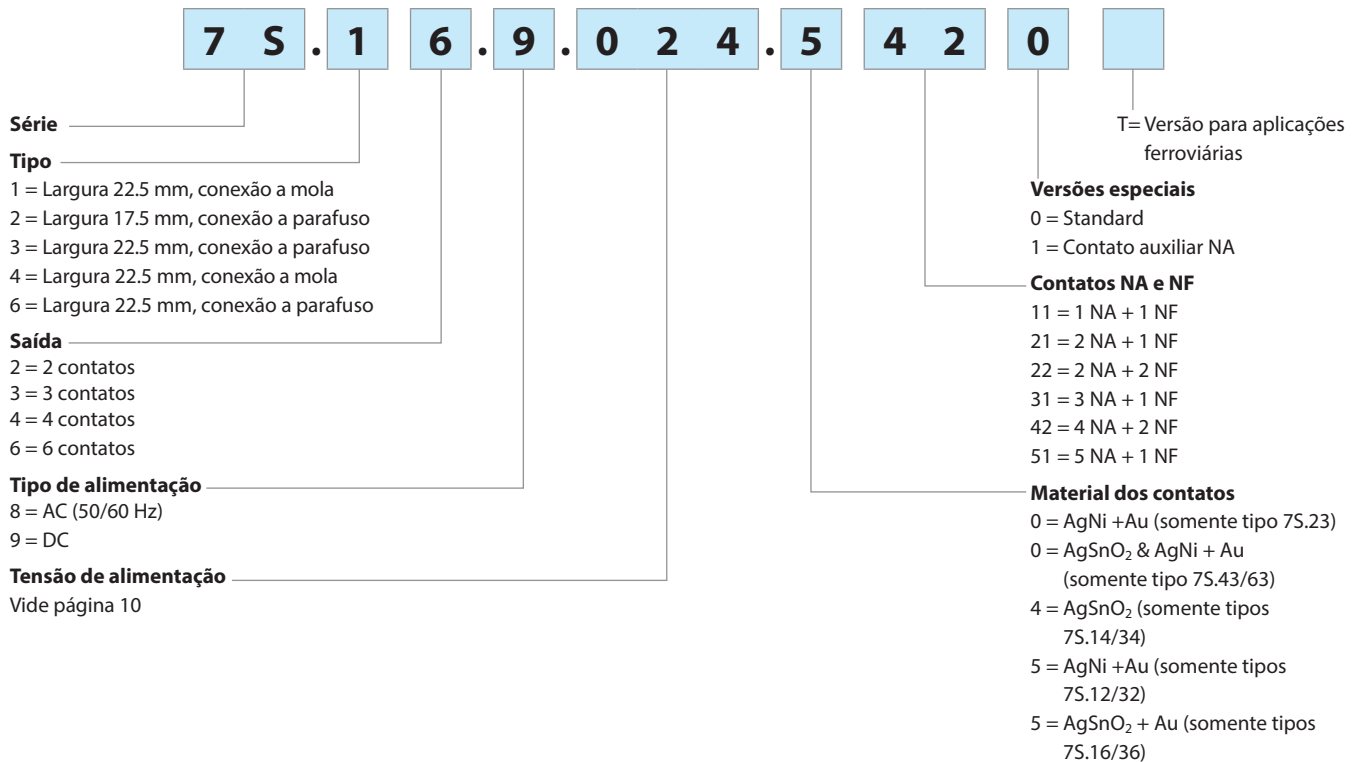 7 S . 1 6 . 9 . 0 2 4 . 5 4 2 0
Série
Tipo
1 = Largura 22.5 mm, conexão a mola
2 = Largura 17.5 mm, conexão a parafuso
3 = Largura 22.5 mm, conexão a parafuso
4 = Largura 22.5 mm, conexão a mola
6 = Largura 22.5 mm, conexão a parafuso
Saída
2 = 2 contatos
3 = 3 contatos
4 = 4 contatos
6 = 6 contatos
Tipo de alimentação
8 = AC (50/60 Hz)
9 = DC
Tensão de alimentação
Vide página 10
T= Versão para aplicações
ferroviárias
Versões especiais
0 = Standard
1 = Contato auxiliar NA
Contatos NA e NF
11 = 1 NA + 1 NF
21 = 2 NA + 1 NF
22 = 2 NA + 2 NF
31 = 3 NA + 1 NF
42 = 4 NA + 2 NF
51 = 5 NA + 1 NF
Material dos contatos
0 = AgNi +Au (somente tipo 7S.23)
0 = AgSnO₂ & AgNi + Au
(somente tipo 7S.43/63)
4 = AgSnO₂ (somente tipos
7S.14/34)
5 = AgNi +Au (somente tipos
7S.12/32)
5 = AgSnO₂ + Au (somente tipos
7S.16/36)